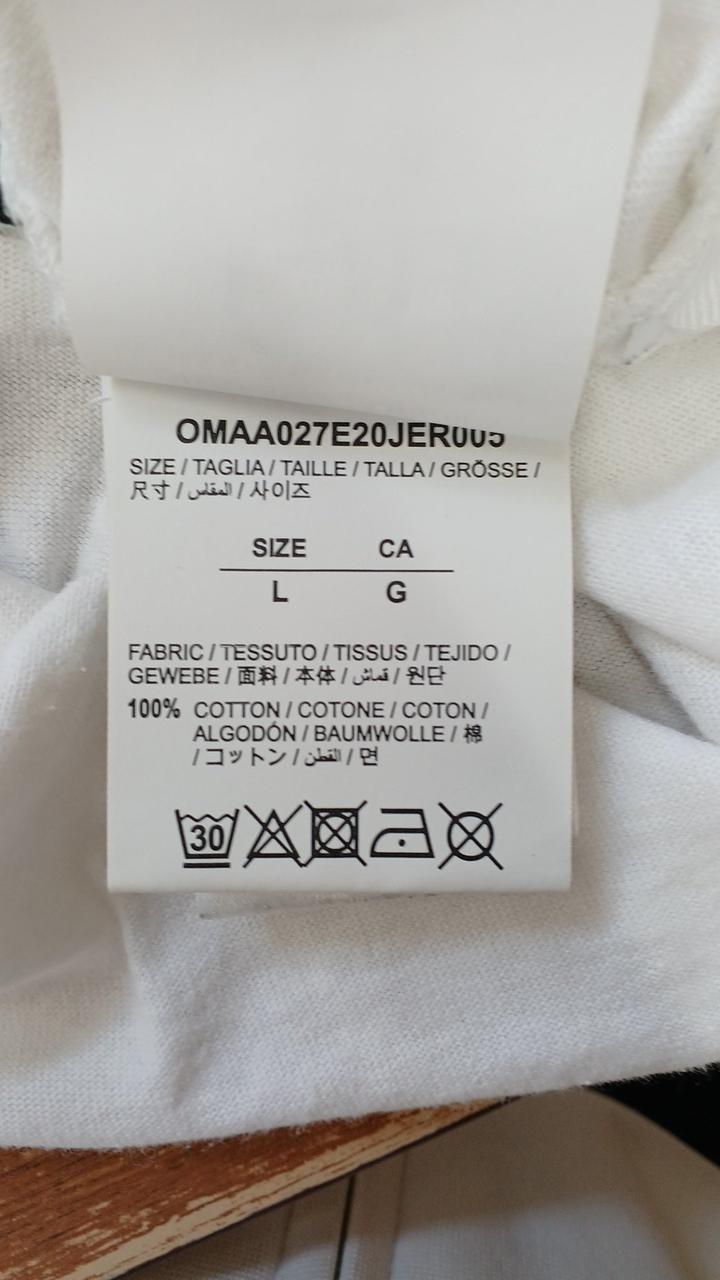 OMAA027E20JER005
SIZE / TAGLIA / TAILLE / TALLA / GRÖSSE /
尺寸 / المقاس / 사이즈
SIZE CA
L G
FABRIC / TESSUTO / TISSUS / TEJIDO /
GEWEBE / 面料 / 本体 / قماش / 원단
100% COTTON / COTONE / COTON /
ALGODÓN / BAUMWOLLE / 棉
/ コットン / القطن / 면
30